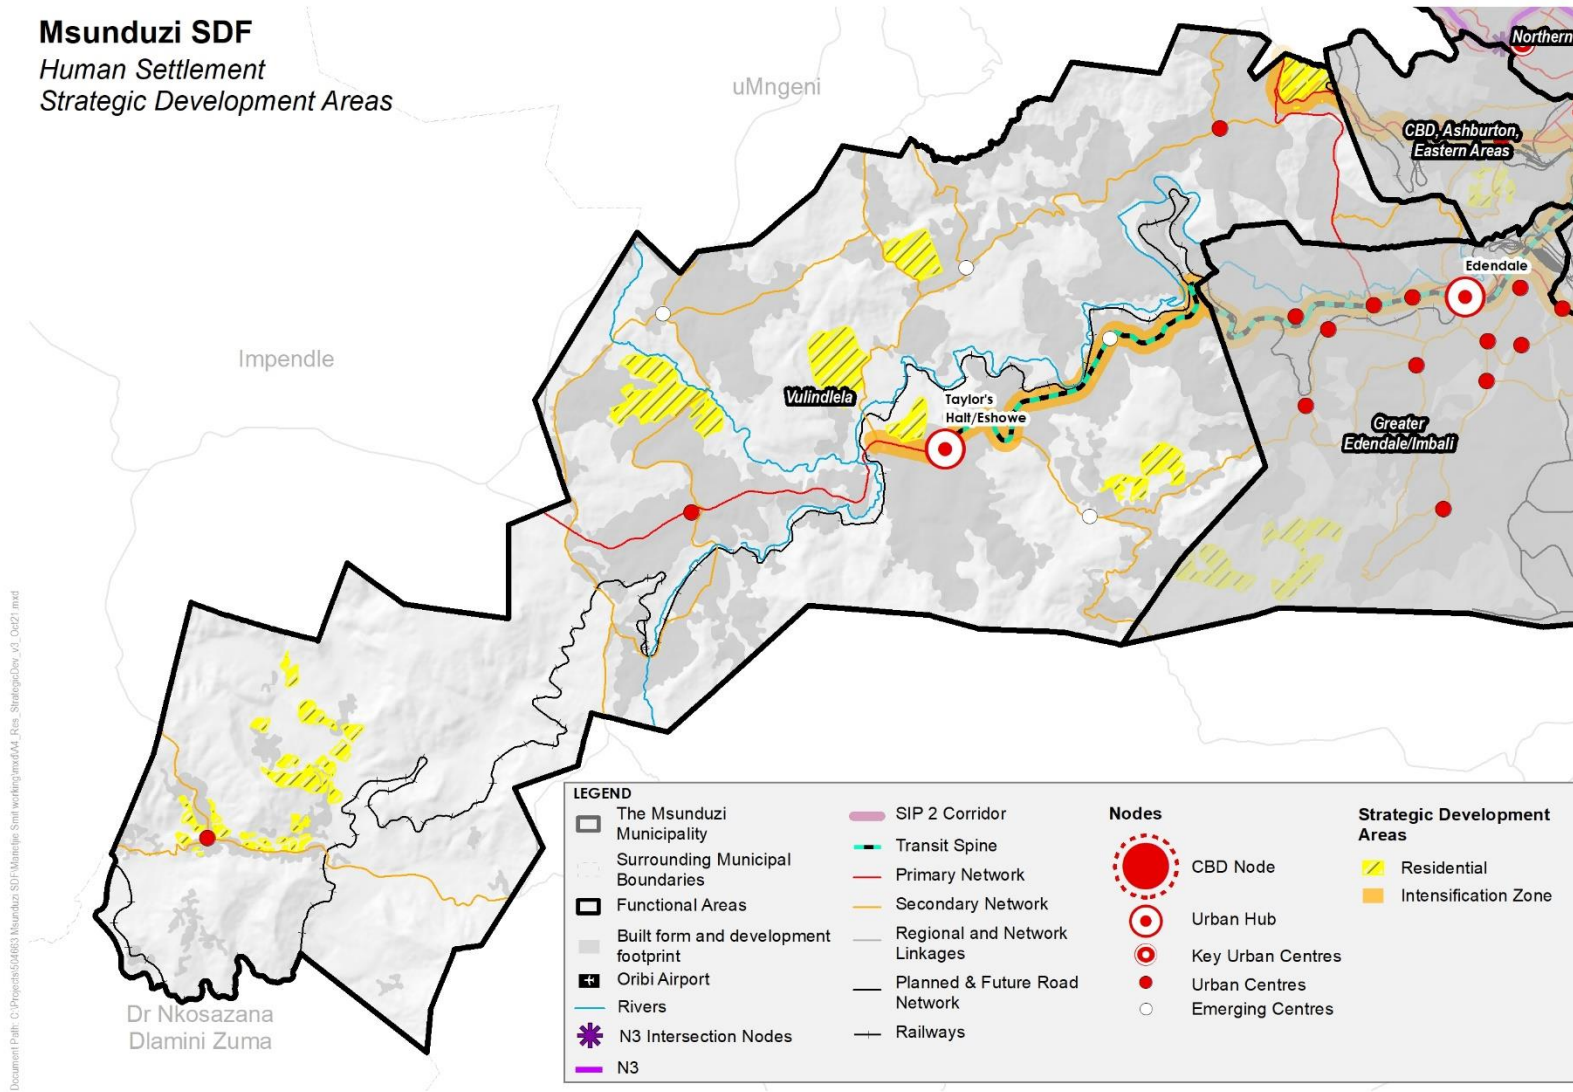 Msunduzi SDF
Human Settlement
Strategic Development Areas
uMngeni
Northern
CBD, Ashburton,
Eastern Areas
Edendale
Impendle
Vulindlela
Taylor's
Halt/Eshowe
Greater
Edendale/Imbali
Dr Nkosazana
Dlamini Zuma
LEGEND
The Msunduzi
Municipality
Surrounding Municipal
Boundaries
Functional Areas
Built form and development
footprint
Oribi Airport
Rivers
N3 Intersection Nodes
N3
SIP 2 Corridor
Transit Spine
Primary Network
Secondary Network
Regional and Network
Linkages
Planned & Future Road
Network
Railways
Nodes
CBD Node
Urban Hub
Key Urban Centres
Urban Centres
Emerging Centres
Strategic Development
Areas
Residential
Intensification Zone